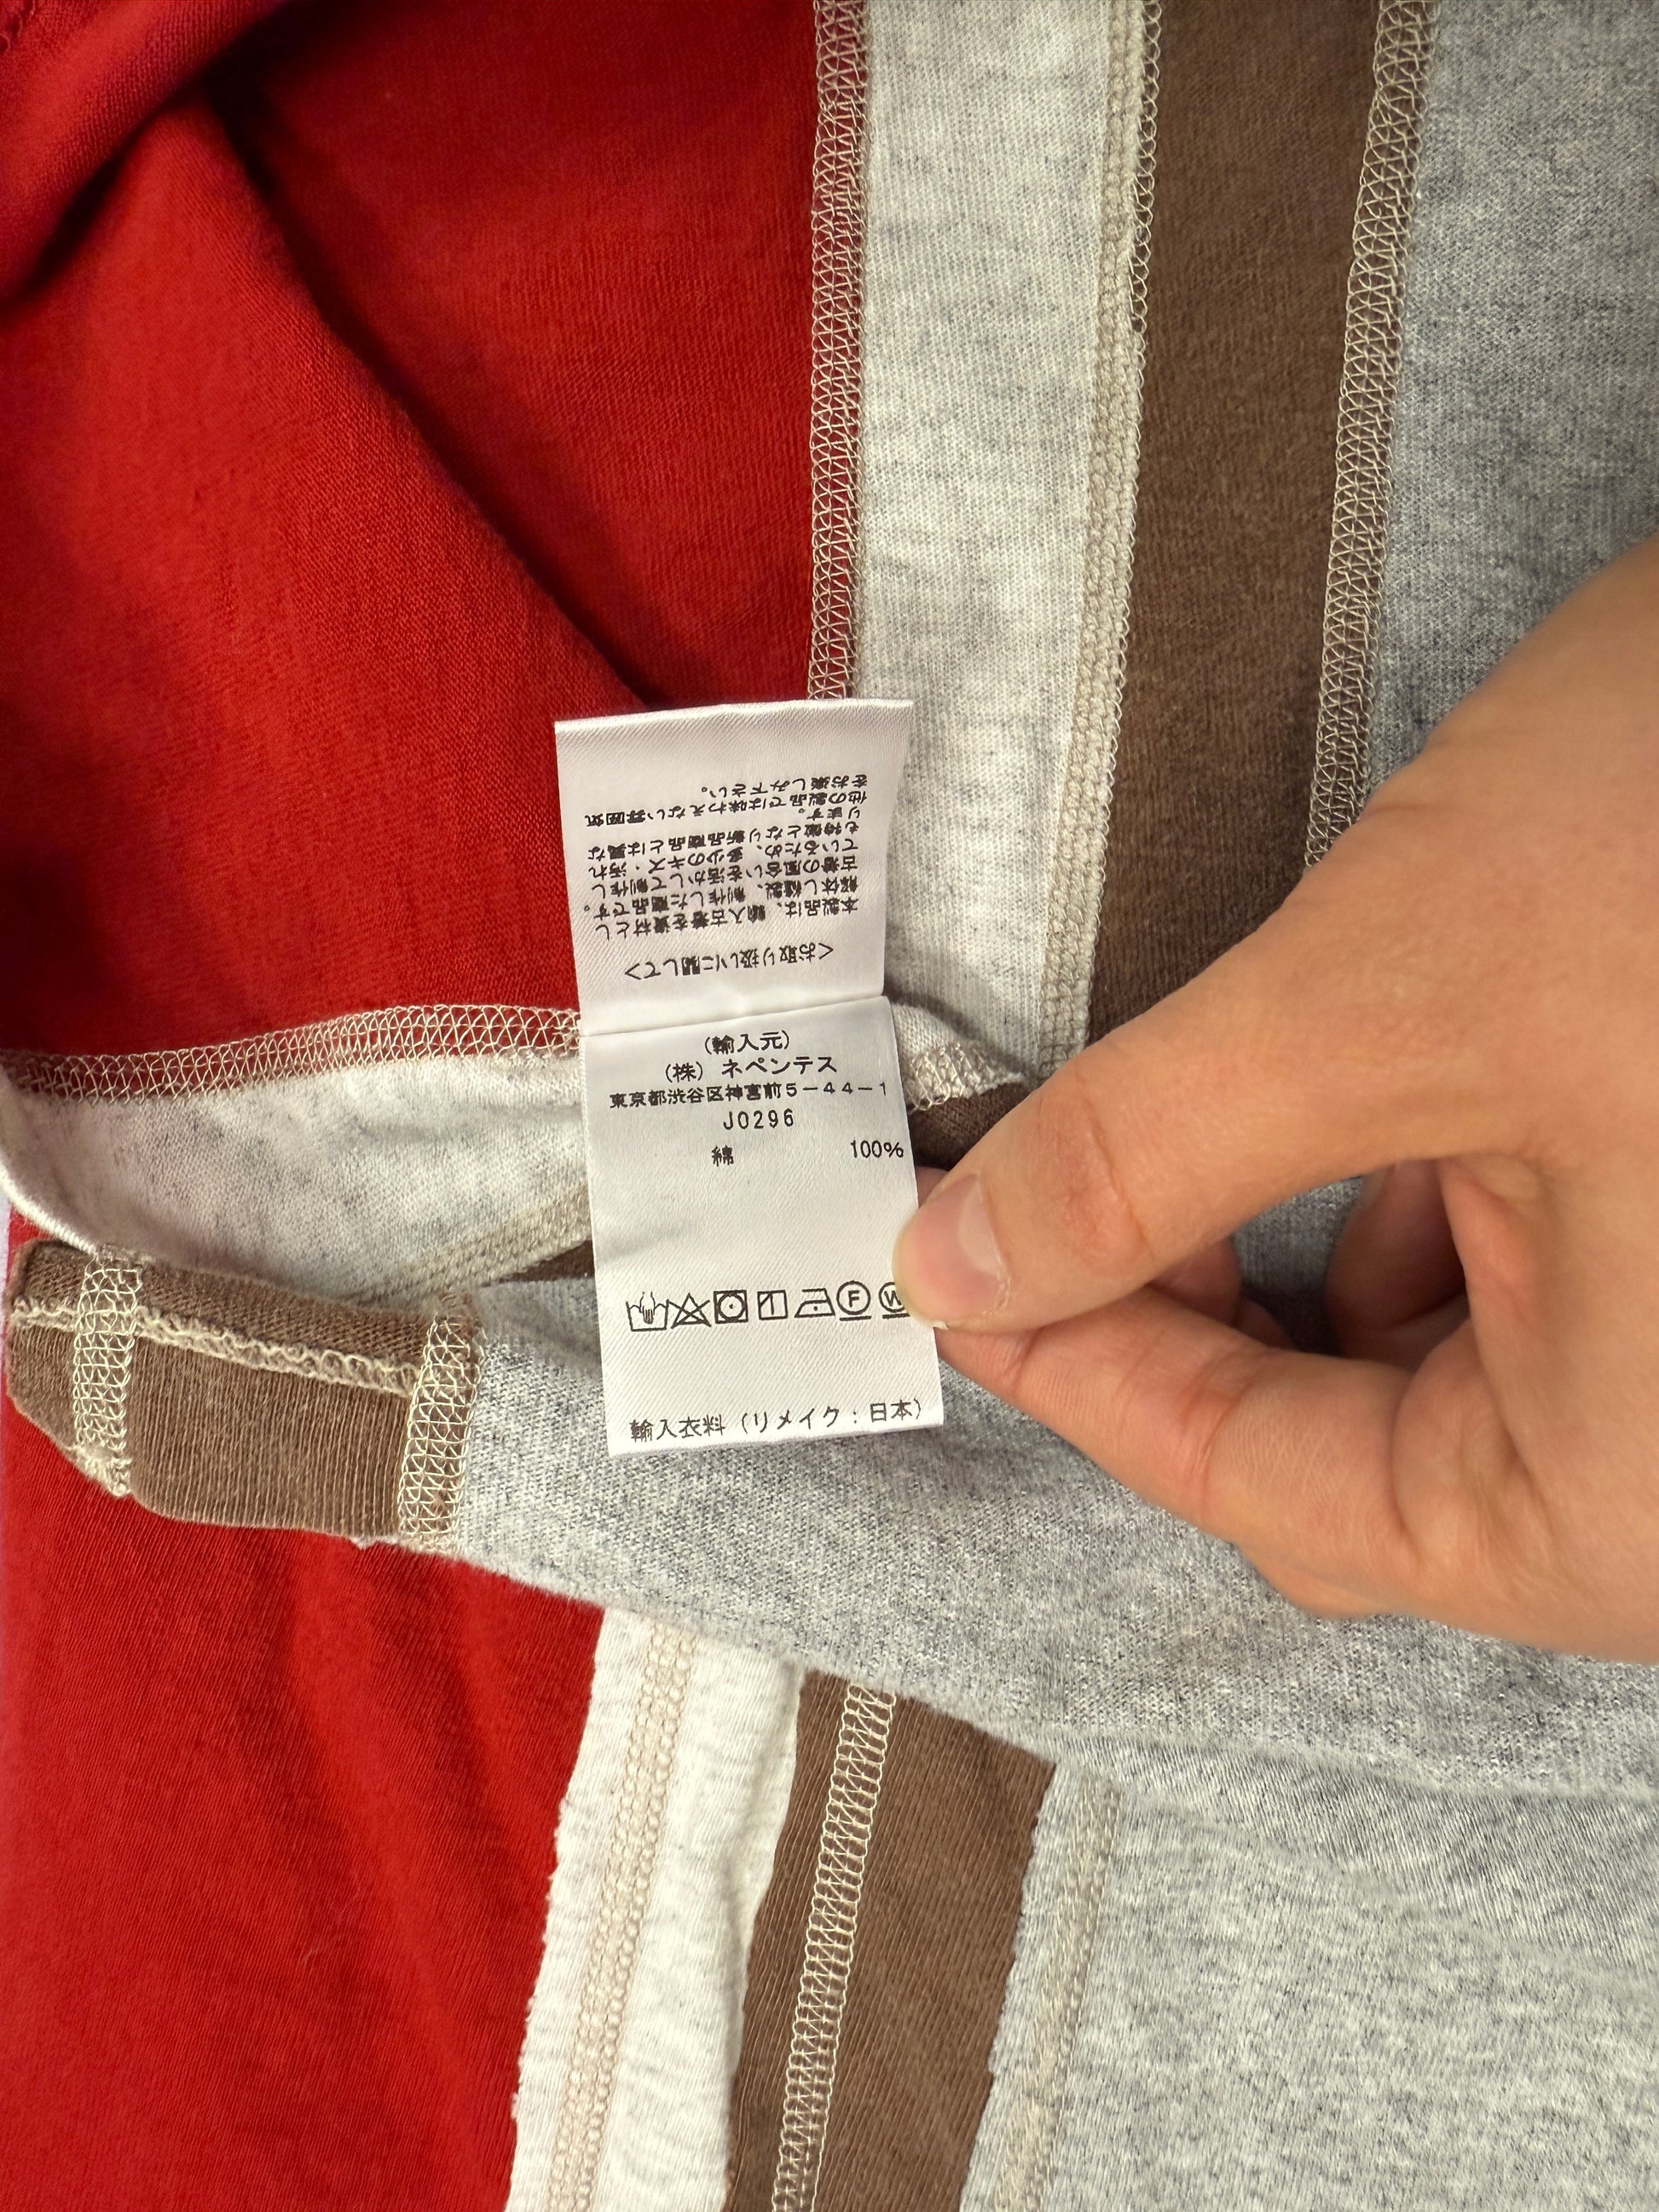 <お取り扱いに関して>
本製品は、輸入古着を資材とし
解体し縫製、制作した商品です。
古着の風合いを活かして制作し
ているため、多少のキズ・汚れ
も特徴となり新品商品とは異な
ります。
他の製品では味わえない雰囲気
をお楽しみ下さい。
(輸入元)
(株) ネペンテス
東京都渋谷区神宮前5-44-1
J0296
綿 100%
F W
輸入衣料 (リメイク:日本)